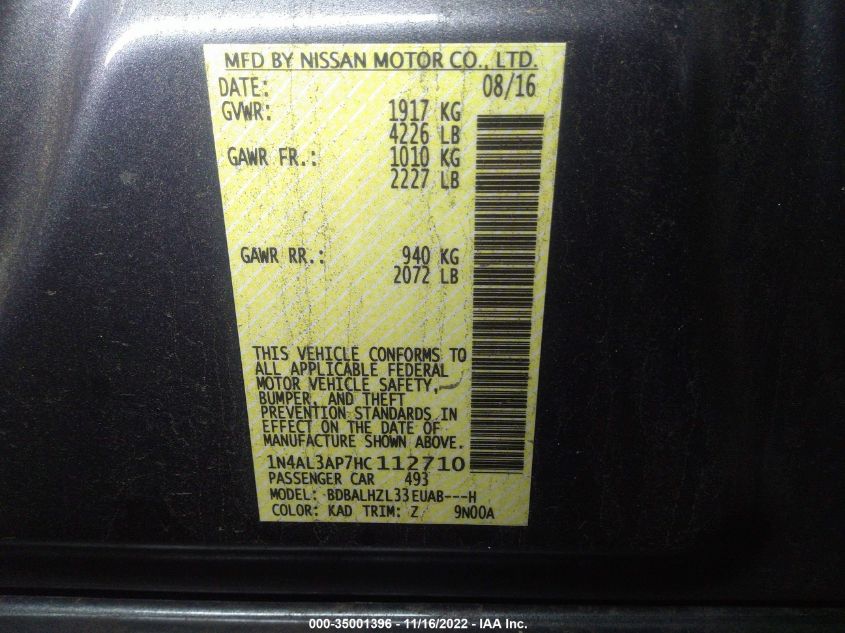 MFD BY NISSAN MOTOR CO., LTD.
DATE: 08/16
GVWR: 1917 KG
4226 LB
GAWR FR.: 1010 KG
2227 LB
GAWR RR.: 940 KG
2072 LB
THIS VEHICLE CONFORMS TO
ALL APPLICABLE FEDERAL
MOTOR VEHICLE SAFETY,
BUMPER, AND THEFT
PREVENTION STANDARDS IN
EFFECT ON THE DATE OF
MANUFACTURE SHOWN ABOVE.
1N4AL3AP7HC112710
PASSENGER CAR 493
MODEL: BDBALHZL33EUAB---H
COLOR: KAD TRIM: Z 9N00A
000-35001396 - 11/16/2022 - IAA Inc.